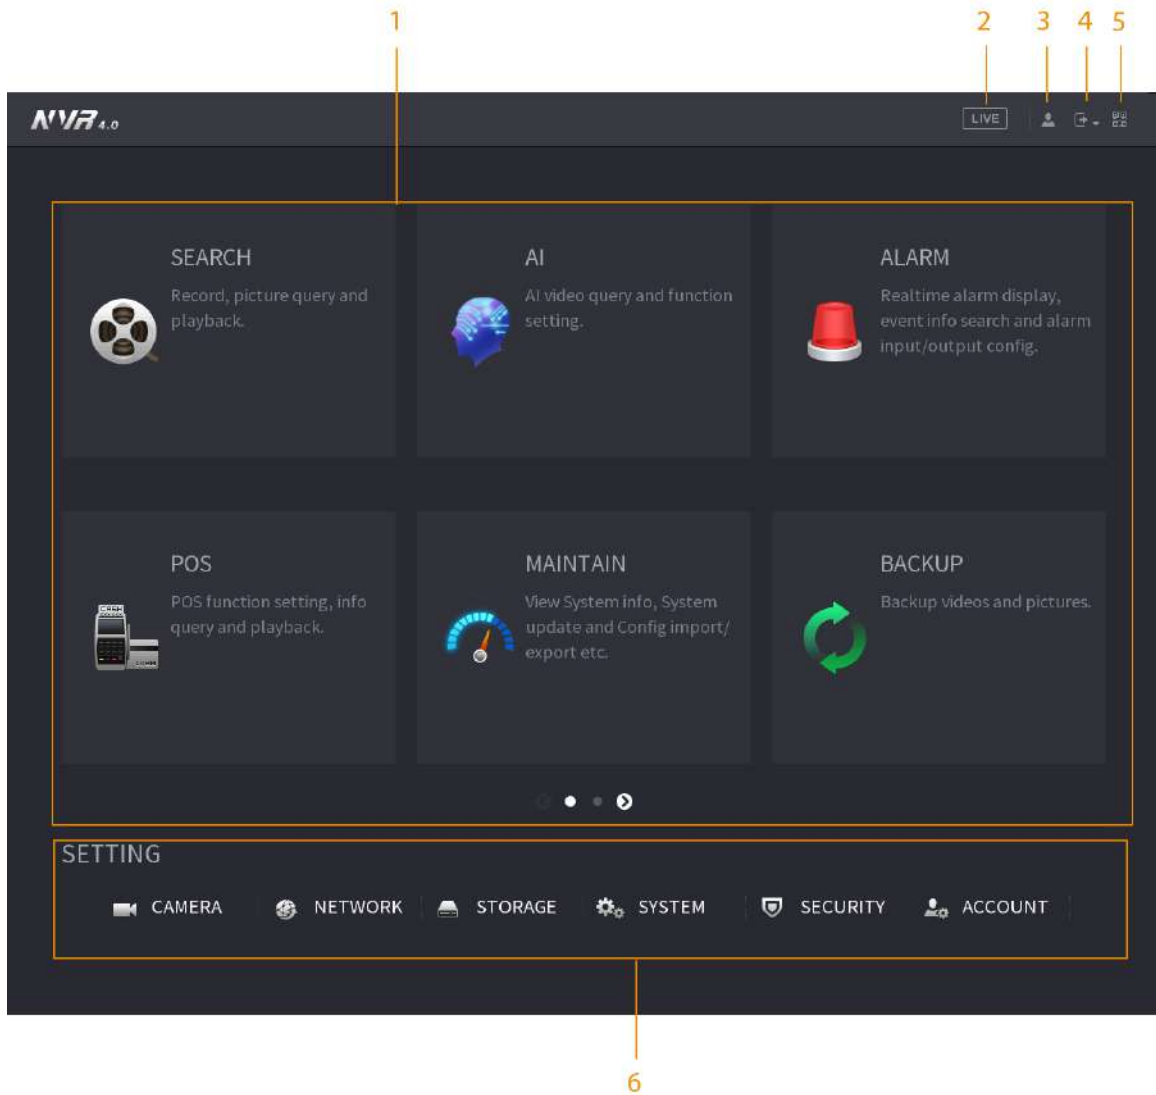 1
2 3 4 5
NVR 4.0
LIVE
SEARCH
Record, picture query and
playback.
AI
AI video query and function
setting.
ALARM
Realtime alarm display,
event info search and alarm
input/output config.
POS
POS function setting, info
query and playback.
MAINTAIN
View System info, System
update and Config import/
export etc.
BACKUP
Backup videos and pictures.
SETTING
CAMERA NETWORK STORAGE SYSTEM SECURITY ACCOUNT
6